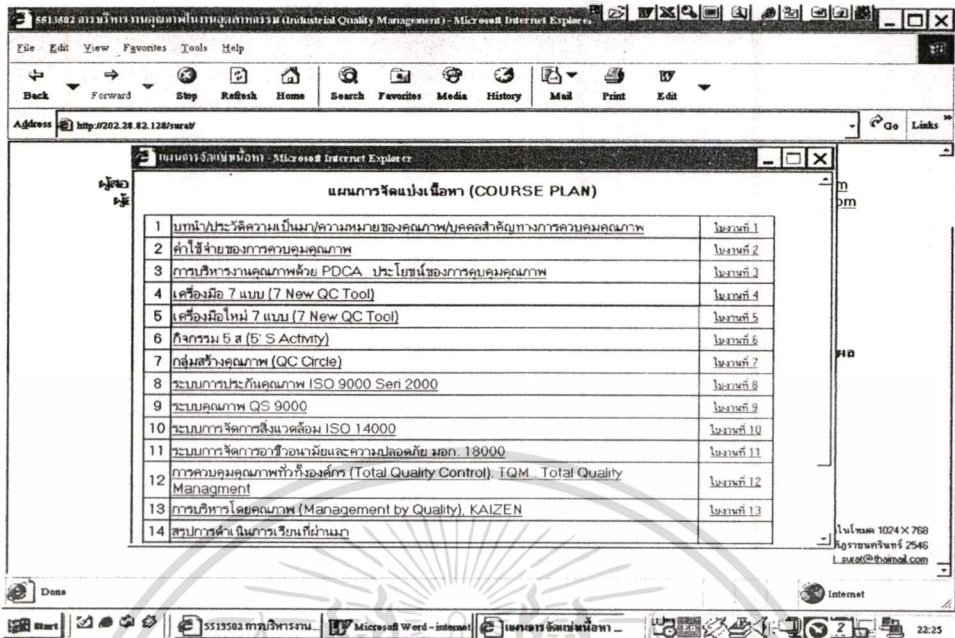 5513502 การบริหารงานคุณภาพในงานอุตสาหกรรม (Industrial Quality Management) - Microsoft Internet Explorer
File Edit View Favorites Tools Help
Back Forward Stop Refresh Home Search Favorites Media History Mail Print Edit
Address http://202.28.82.128/surat/ Go Links
แผนการจัดแบ่งเนื้อหา - Microsoft Internet Explorer
แผนการจัดแบ่งเนื้อหา (COURSE PLAN)
1 บทนำ/ประวัติความเป็นมา/ความหมายของคุณภาพ/บุคคลสำคัญทางการควบคุมคุณภาพ ใบงานที่ 1
2 ค่าใช้จ่ายของการควบคุมคุณภาพ ใบงานที่ 2
3 การบริหารงานคุณภาพด้วย PDCA ประโยชน์ของการคุบคุมคุณภาพ ใบงานที่ 3
4 เครื่องมือ 7 แบบ (7 New QC Tool) ใบงานที่ 4
5 เครื่องมือใหม่ 7 แบบ (7 New QC Tool) ใบงานที่ 5
6 กิจกรรม 5 ส (5' S Activity) ใบงานที่ 6
7 กลุ่มสร้างคุณภาพ (QC Circle) ใบงานที่ 7
8 ระบบการประกันคุณภาพ ISO 9000 Seri 2000 ใบงานที่ 8
9 ระบบคุณภาพ QS 9000 ใบงานที่ 9
10 ระบบการจัดการสิ่งแวดล้อม ISO 14000 ใบงานที่ 10
11 ระบบการจัดการอาชีวอนามัยและความปลอดภัย มอก. 18000 ใบงานที่ 11
12 การควบคุมคุณภาพทั่วทั้งองค์กร (Total Quality Control), TQM : Total Quality
Managment ใบงานที่ 12
13 การบริหารโดยคุณภาพ (Management by Quality), KAIZEN ใบงานที่ 13
14 สรุปการดำเนินการเรียนที่ผ่านมา
ผู้สอ
m
om
ผล
1024 X 768
2546
surat@thaimail.com
Done Internet
Start 5513502 การบริหารงาน... Microsoft Word - internet แผนการจัดแบ่งเนื้อหา ... 22:25